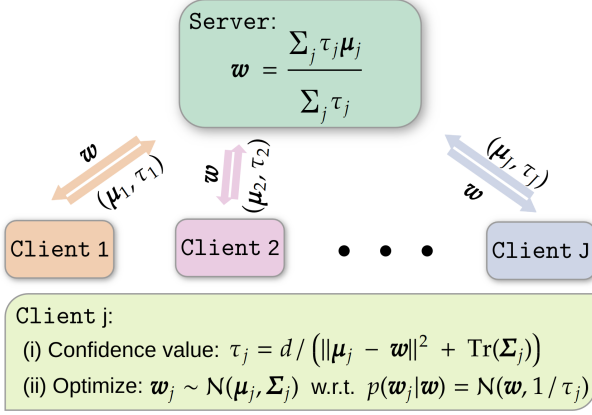 Server:
𝒘 = Σ_j τ_j 𝝁_j / Σ_j τ_j
𝒘
(𝝁_1, τ_1)
𝒘
(𝝁_2, τ_2)
(𝝁_J, τ_J)
𝒘
Client 1
Client 2
• • •
Client J
Client j:
(i) Confidence value: τ_j = d / (||𝝁_j − 𝒘||² + Tr(𝚺_j))
(ii) Optimize: 𝒘_j ∼ N(𝝁_j, 𝚺_j) w.r.t. p(𝒘_j|𝒘) = N(𝒘, 1/τ_j)